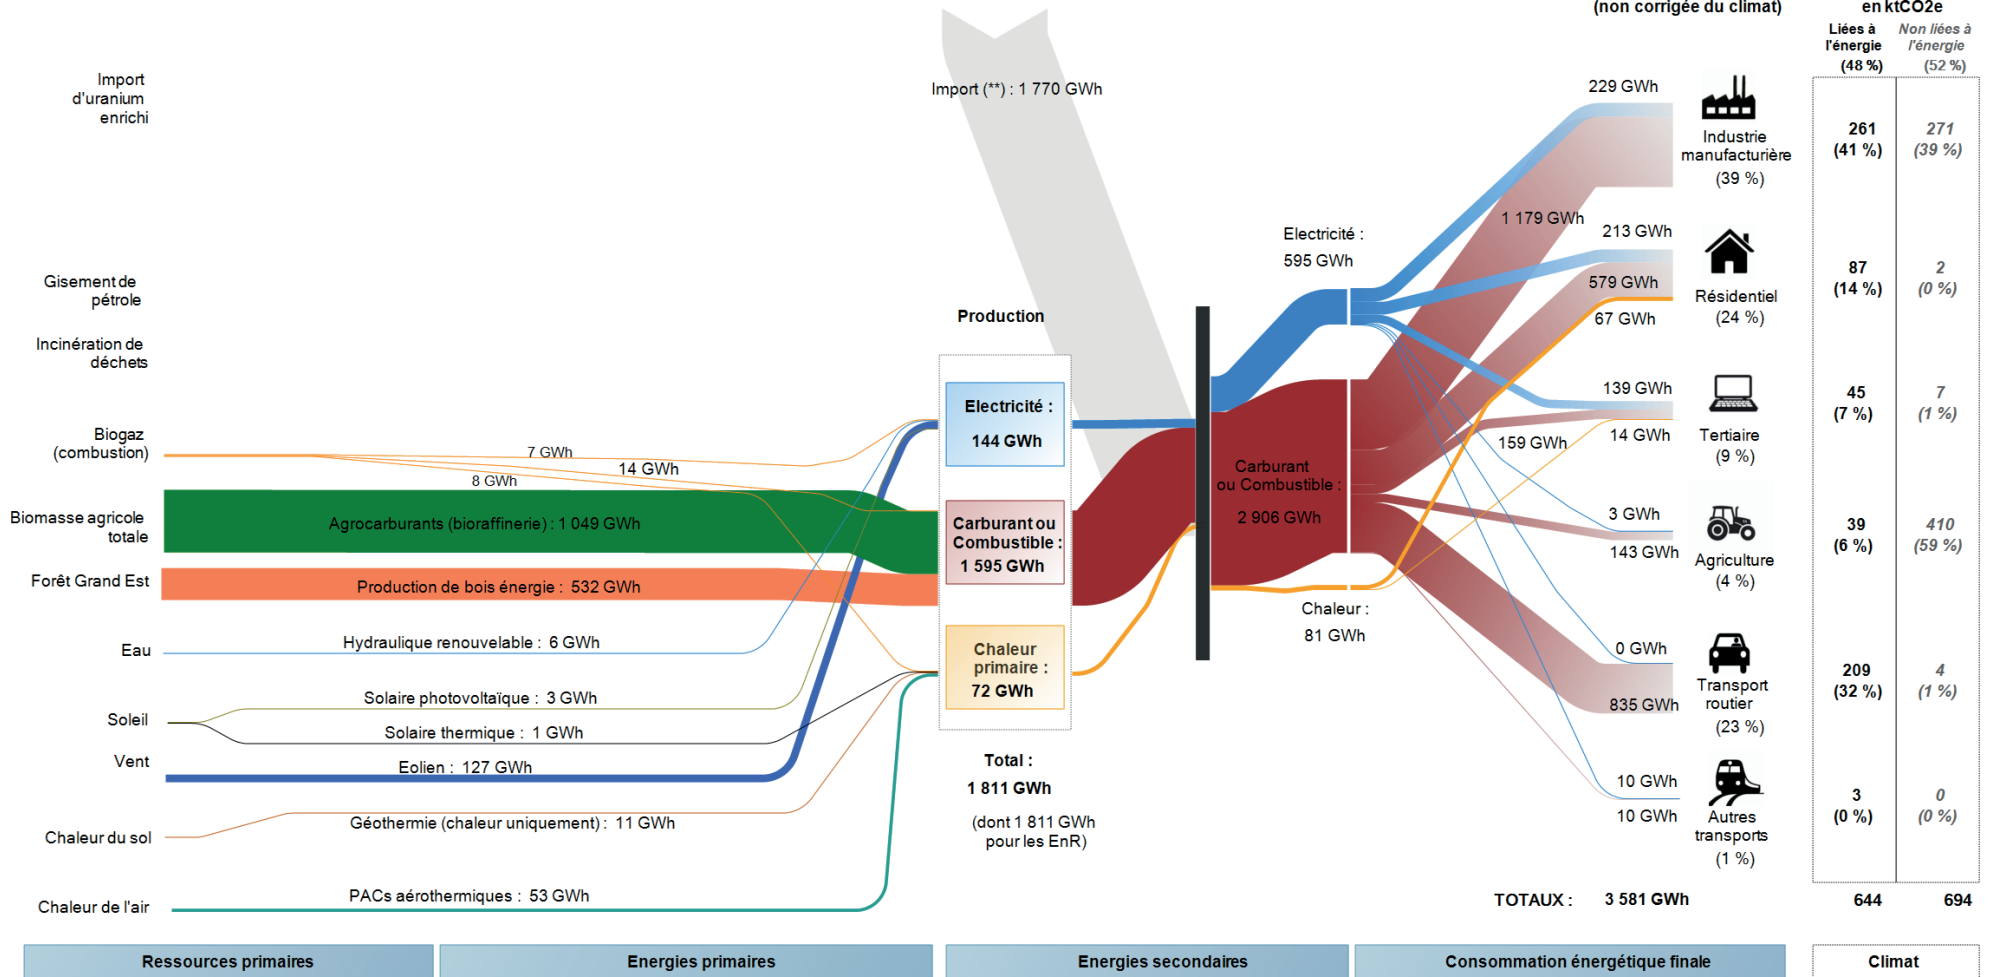 (non corrigée du climat)
en ktCO2e
Liées à
l'énergie
(48 %)
Non liées à
l'énergie
(52 %)
Import
d'uranium
enrichi
Gisement de
pétrole
Incinération de
déchets
Biogaz
(combustion)
Biomasse agricole
totale
Forêt Grand Est
Eau
Soleil
Vent
Chaleur du sol
Chaleur de l'air
7 GWh
14 GWh
8 GWh
Agrocarburants (bioraffinerie) : 1 049 GWh
Production de bois énergie : 532 GWh
Hydraulique renouvelable : 6 GWh
Solaire photovoltaïque : 3 GWh
Solaire thermique : 1 GWh
Eolien : 127 GWh
Géothermie (chaleur uniquement) : 11 GWh
PACs aérothermiques : 53 GWh
Import (**) : 1 770 GWh
Production
Electricité :
144 GWh
Carburant ou
Combustible :
1 595 GWh
Chaleur
primaire :
72 GWh
Total :
1 811 GWh
(dont 1 811 GWh
pour les EnR)
Electricité :
595 GWh
Carburant
ou Combustible :
2 906 GWh
Chaleur :
81 GWh
229 GWh
1 179 GWh
213 GWh
579 GWh
67 GWh
139 GWh
159 GWh
14 GWh
3 GWh
143 GWh
0 GWh
835 GWh
10 GWh
10 GWh
Industrie
manufacturière
(39 %)
Résidentiel
(24 %)
Tertiaire
(9 %)
Agriculture
(4 %)
Transport
routier
(23 %)
Autres
transports
(1 %)
261
(41 %)
271
(39 %)
87
(14 %)
2
(0 %)
45
(7 %)
7
(1 %)
39
(6 %)
410
(59 %)
209
(32 %)
4
(1 %)
3
(0 %)
0
(0 %)
TOTAUX : 3 581 GWh
644
694
Ressources primaires
Energies primaires
Energies secondaires
Consommation énergétique finale
Climat